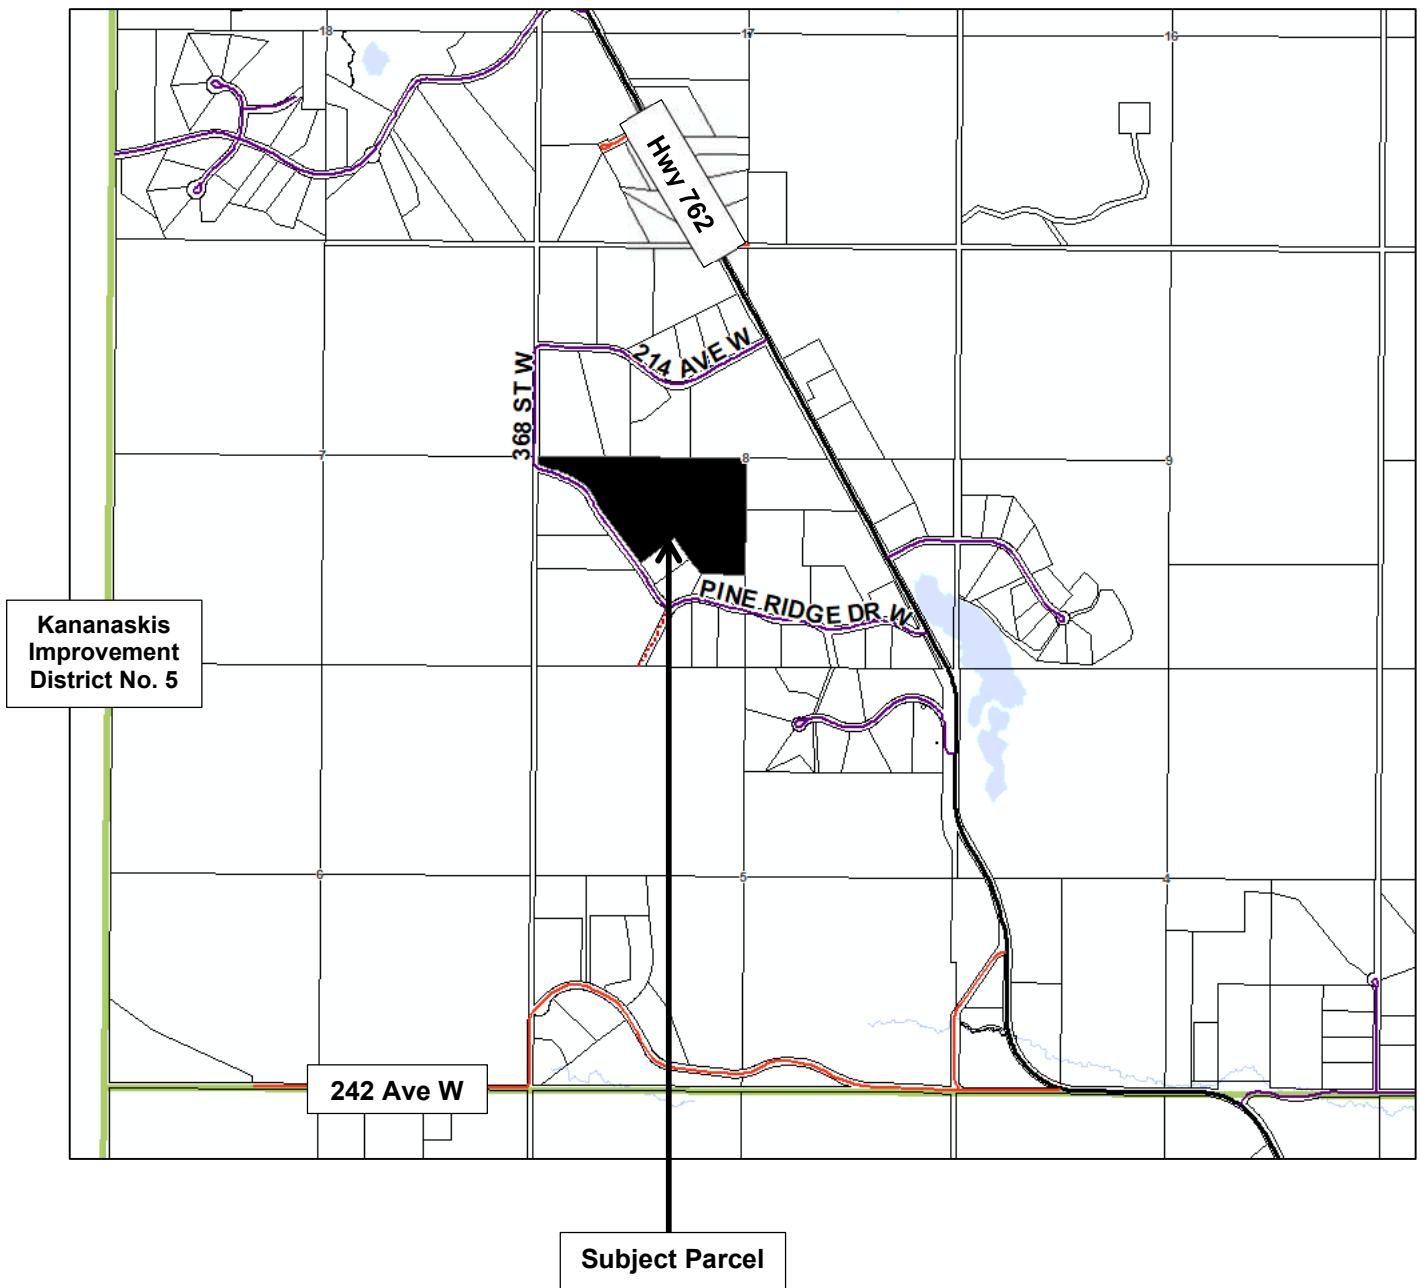 18
17
16
Hwy 762
214 AVE W
368 ST W
7
8
9
PINE RIDGE DR W
Kananaskis
Improvement
District No. 5
6
5
4
242 Ave W
Subject Parcel